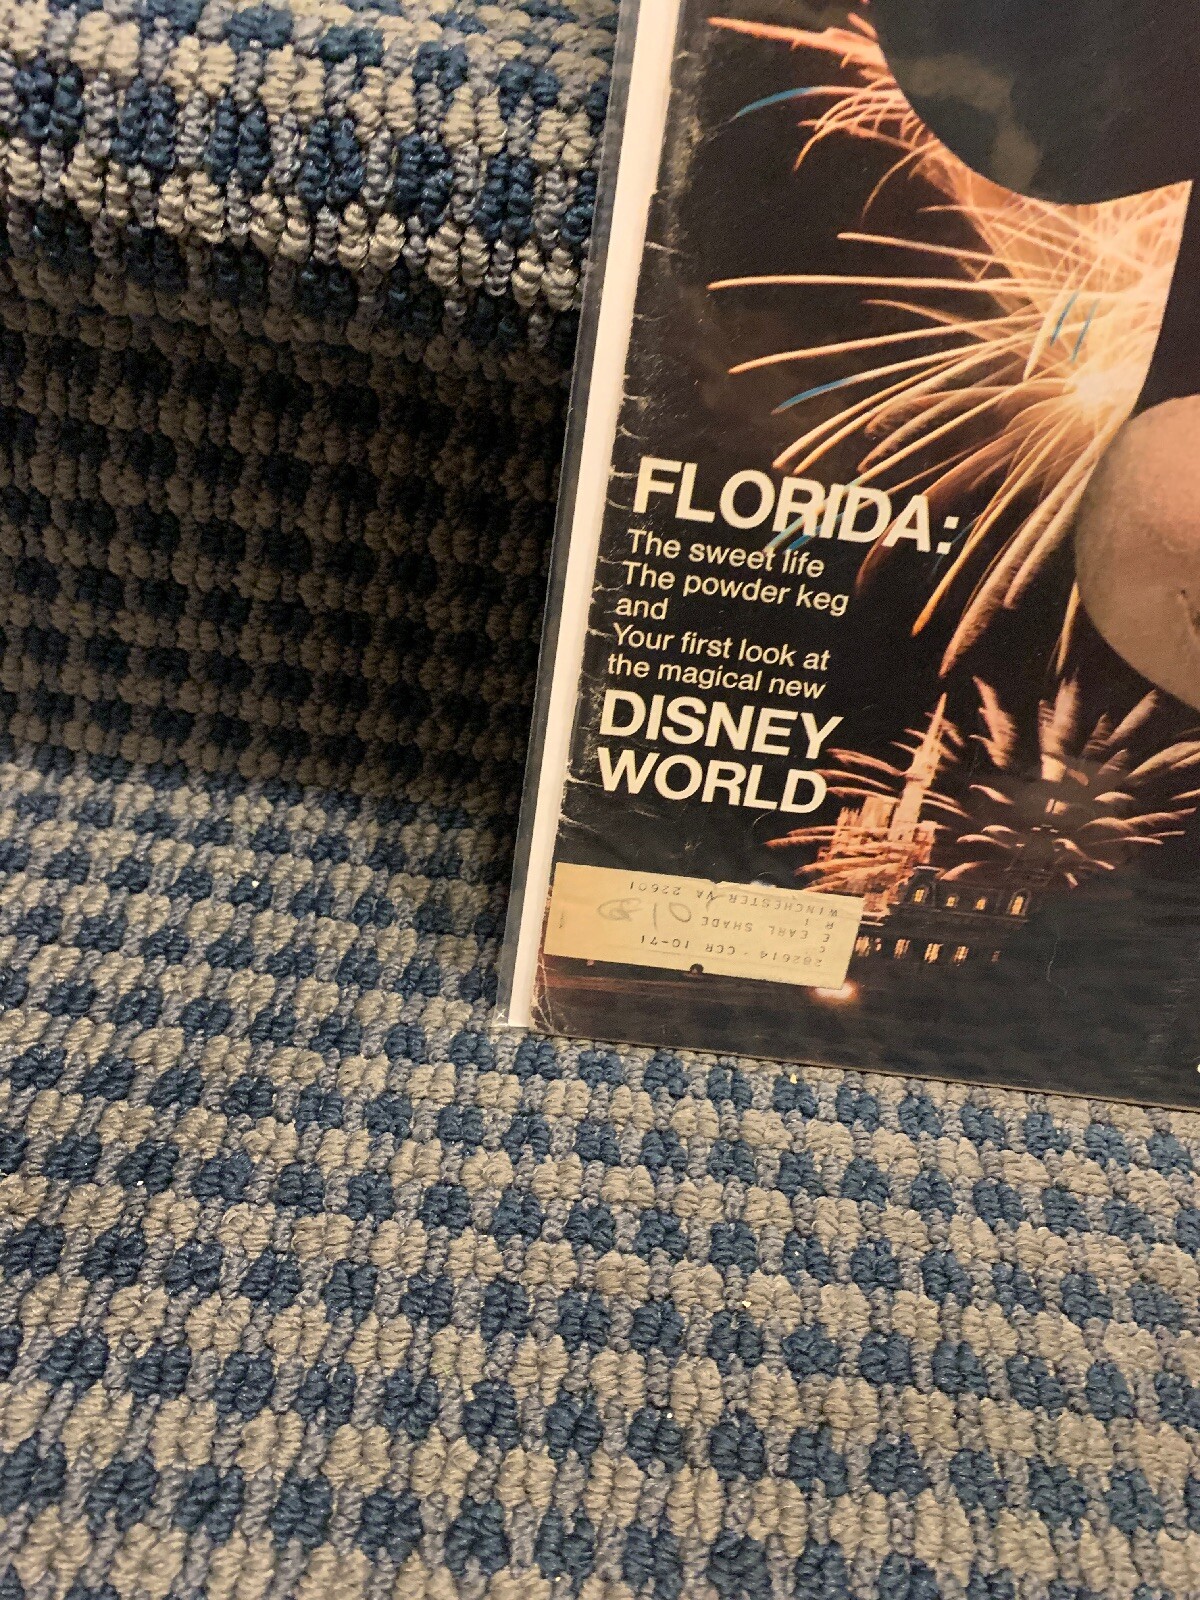 FLORIDA:
The sweet life
The powder keg
and
Your first look at
the magical new
DISNEY
WORLD
282614 - CCR 10-71
C
E EARL SHADE
R 1
WINCHESTER VA 22601